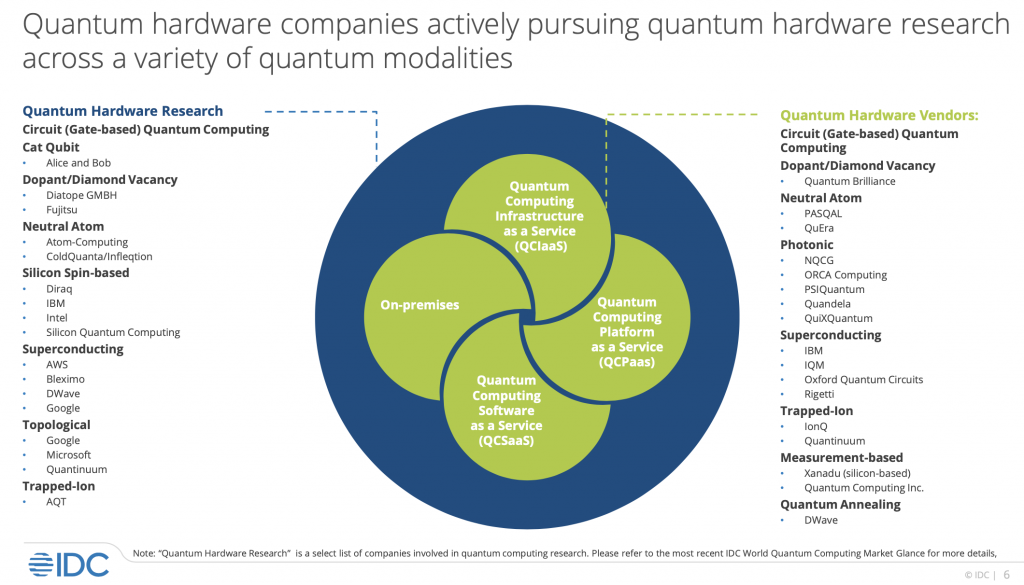 Quantum hardware companies actively pursuing quantum hardware research
across a variety of quantum modalities
Quantum Hardware Research
Circuit (Gate-based) Quantum Computing
Cat Qubit
• Alice and Bob
Dopant/Diamond Vacancy
• Diatope GMBH
• Fujitsu
Neutral Atom
• Atom-Computing
• ColdQuanta/Infleqtion
Silicon Spin-based
• Diraq
• IBM
• Intel
• Silicon Quantum Computing
Superconducting
• AWS
• Bleximo
• DWave
• Google
Topological
• Google
• Microsoft
• Quantinuum
Trapped-Ion
• AQT
Quantum
Computing
Infrastructure
as a Service
(QCIaaS)
On-premises
Quantum
Computing
Platform
as a Service
(QCPaas)
Quantum
Computing
Software
as a Service
(QCSaaS)
Quantum Hardware Vendors:
Circuit (Gate-based) Quantum
Computing
Dopant/Diamond Vacancy
• Quantum Brilliance
Neutral Atom
• PASQAL
• QuEra
Photonic
• NQCG
• ORCA Computing
• PSIQuantum
• Quandela
• QuiXQuantum
Superconducting
• IBM
• IQM
• Oxford Quantum Circuits
• Rigetti
Trapped-Ion
• IonQ
• Quantinuum
Measurement-based
• Xanadu (silicon-based)
• Quantum Computing Inc.
Quantum Annealing
• DWave
IDC
Note: “Quantum Hardware Research” is a select list of companies involved in quantum computing research. Please refer to the most recent IDC World Quantum Computing Market Glance for more details,
© IDC | 6